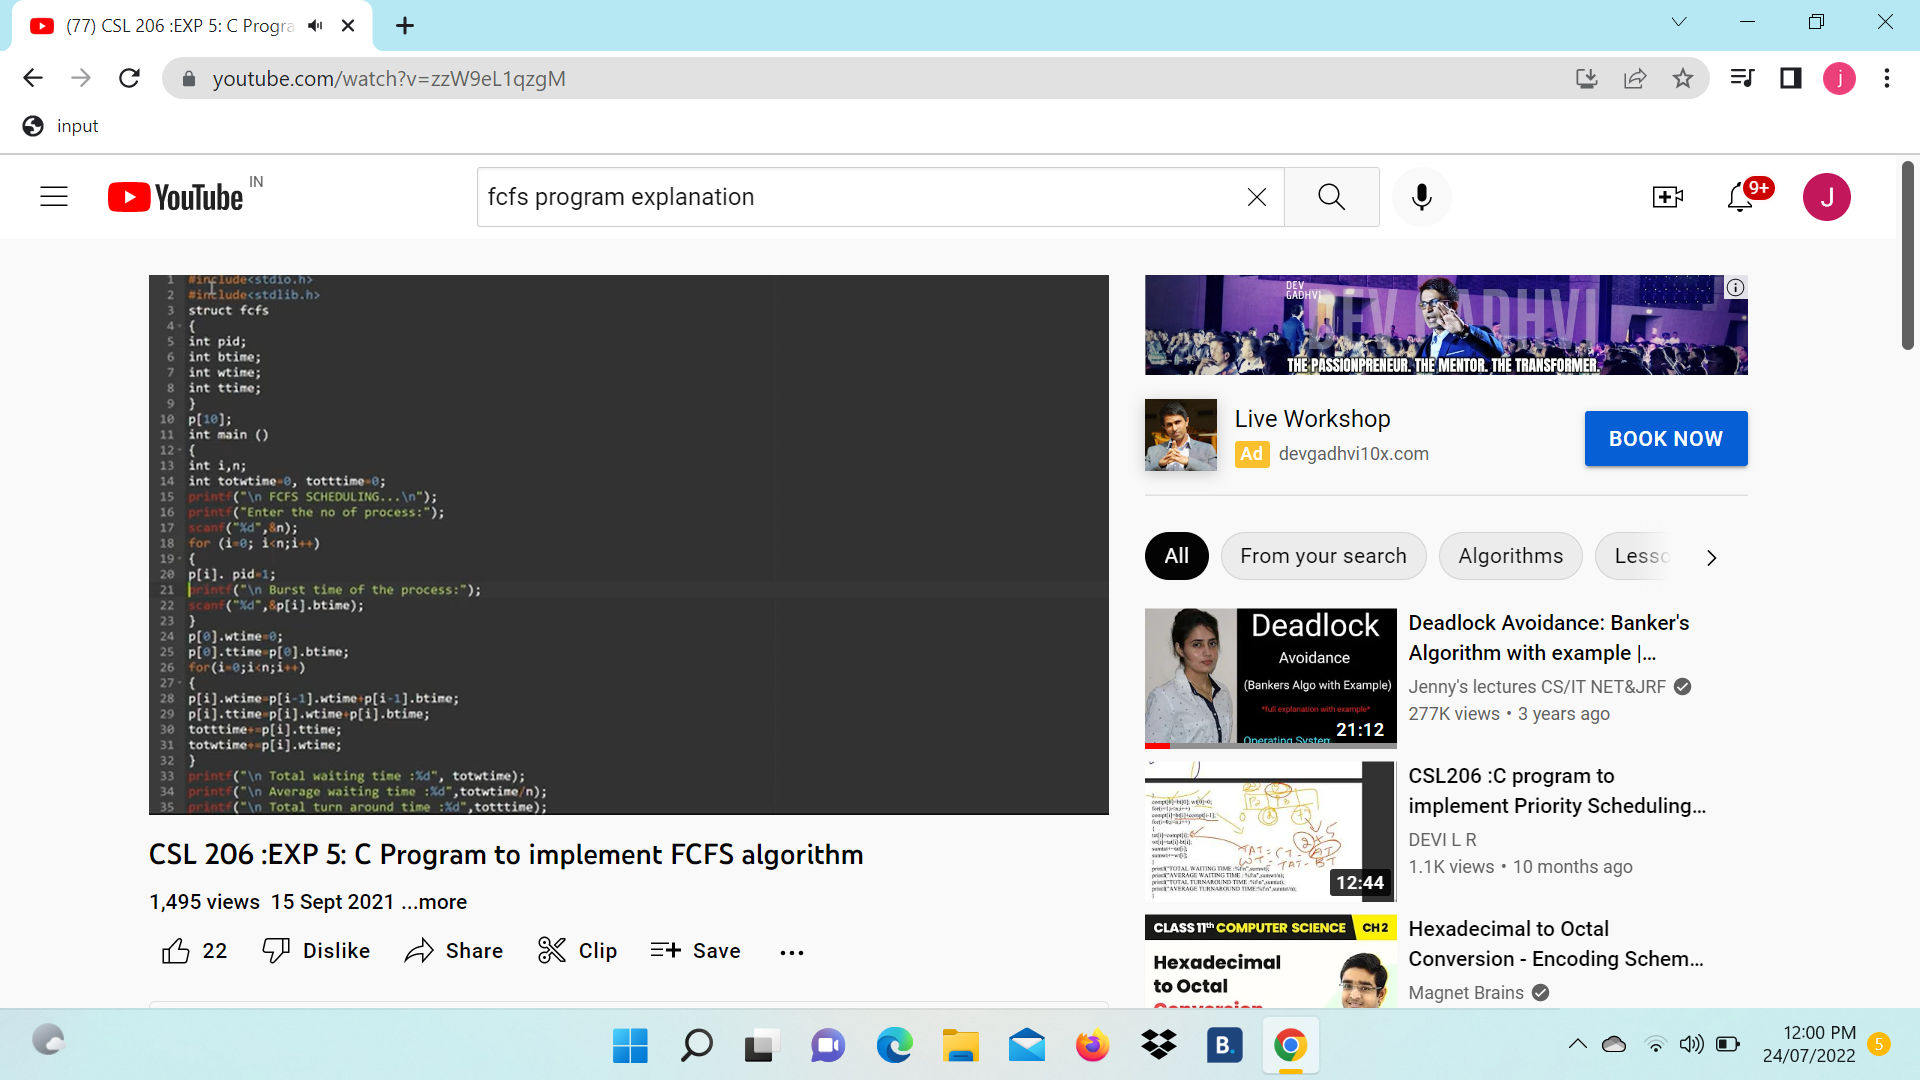 (77) CSL 206 :EXP 5: C Progra
youtube.com/watch?v=zzW9eL1qzgM
j
input
YouTube IN
fcfs program explanation
9+
J
1 #include<stdio.h>
2 #include<stdlib.h>
3 struct fcfs
4 {
5 int pid;
6 int btime;
7 int wtime;
8 int ttime;
9 }
10 p[10];
11 int main ()
12 {
13 int i,n;
14 int totwtime=0, totttime=0;
15 printf("\n FCFS SCHEDULING...\n");
16 printf("Enter the no of process:");
17 scanf("%d",&n);
18 for (i=0; i<n;i++)
19 {
20 p[i]. pid=1;
21 printf("\n Burst time of the process:");
22 scanf("%d",&p[i].btime);
23 }
24 p[0].wtime=0;
25 p[0].ttime=p[0].btime;
26 for(i=0;i<n;i++)
27 {
28 p[i].wtime=p[i-1].wtime+p[i-1].btime;
29 p[i].ttime=p[i].wtime+p[i].btime;
30 totttime+=p[i].ttime;
31 totwtime+=p[i].wtime;
32 }
33 printf("\n Total waiting time :%d", totwtime);
34 printf("\n Average waiting time :%d",totwtime/n);
35 printf("\n Total turn around time :%d",totttime);
CSL 206 :EXP 5: C Program to implement FCFS algorithm
1,495 views 15 Sept 2021 ...more
22 Dislike Share Clip Save
DEV GADHVI
DEV GADHVI
THE PASSIONPRENEUR. THE MENTOR. THE TRANSFORMER.
Live Workshop
Ad devgadhvi10x.com
BOOK NOW
All From your search Algorithms Lesso
Deadlock
Avoidance
(Bankers Algo with Example)
*full explanation with example*
Operating System
21:12
Deadlock Avoidance: Banker's
Algorithm with example |...
Jenny's lectures CS/IT NET&JRF
277K views • 3 years ago
12:44
CSL206 :C program to
implement Priority Scheduling...
DEVI L R
1.1K views • 10 months ago
CLASS 11th COMPUTER SCIENCE CH 2
Hexadecimal
to Octal
Conversion
Hexadecimal to Octal
Conversion - Encoding Schem...
Magnet Brains
B.
12:00 PM
24/07/2022
5